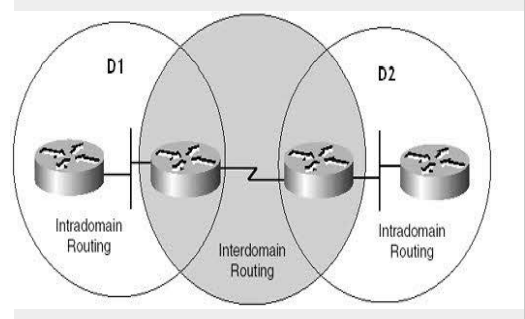 D1
D2
Intradomain
Routing
Interdomain
Routing
Intradomain
Routing